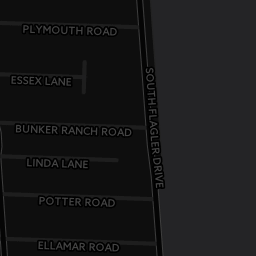 PLYMOUTH ROAD
ESSEX LANE
SOUTH FLAGLER DRIVE
BUNKER RANCH ROAD
LINDA LANE
POTTER ROAD
ELLAMAR ROAD